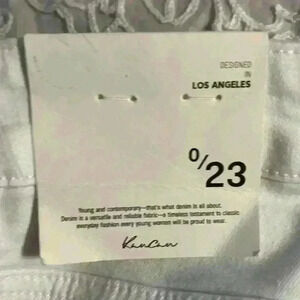 DESIGNED
IN
LOS ANGELES
0/23
Young and contemporary—that's what denim is all about.
Denim is a versatile and reliable fabric—a timeless testament to classic
everyday fashion every young women will be proud to wear.
KanCan